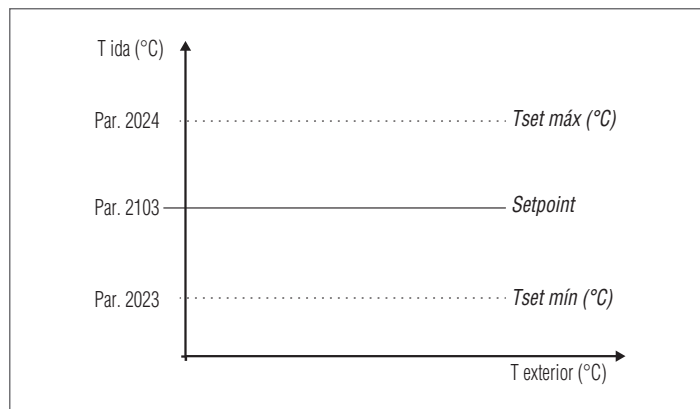 T ida (°C)
Par. 2024
Tset máx (°C)
Par. 2103
Setpoint
Par. 2023
Tset mín (°C)
T exterior (°C)